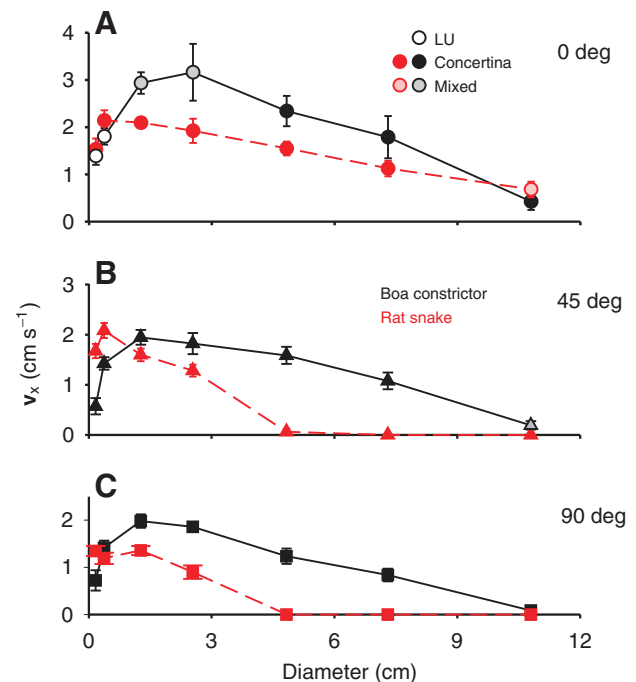 A
LU
Concertina
Mixed
0 deg
4
3
2
1
0
B
Boa constrictor
Rat snake
45 deg
3
2
1
0
v_x (cm s⁻¹)
C
90 deg
2
1
0
0 3 6 9 12
Diameter (cm)